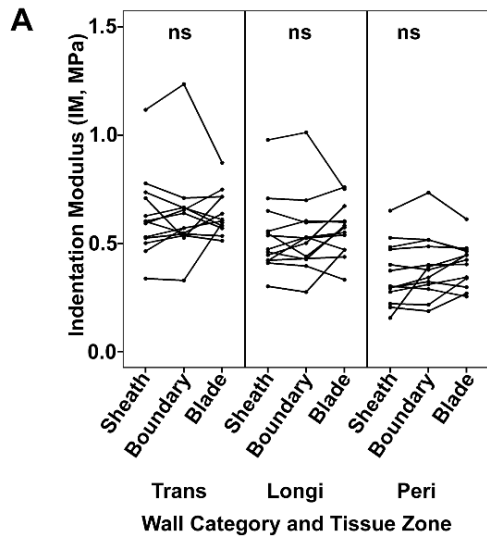 A
Indentation Modulus (IM, MPa)
1.5
1.0
0.5
0.0
ns ns ns
Sheath Boundary Blade Sheath Boundary Blade Sheath Boundary Blade
Trans Longi Peri
Wall Category and Tissue Zone